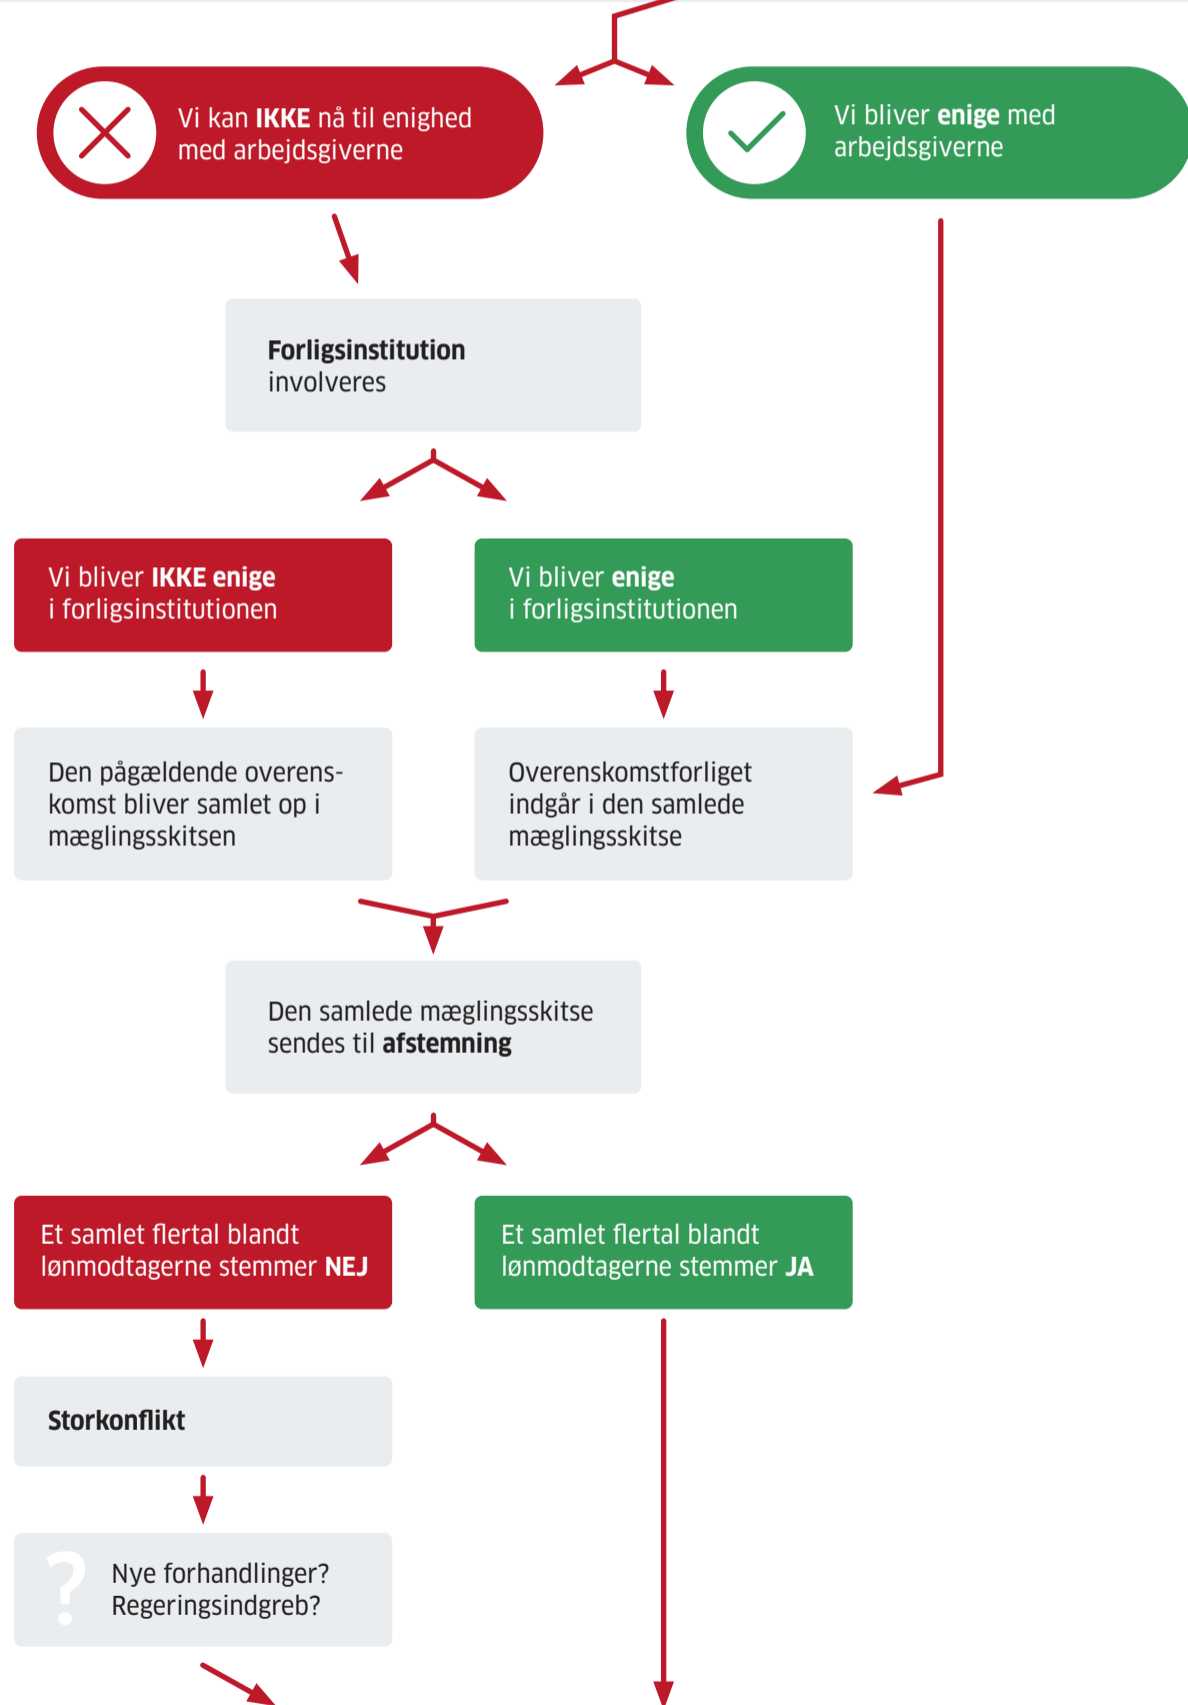 Vi kan IKKE nå til enighed
med arbejdsgiverne
Vi bliver enige med
arbejdsgiverne
Forligsinstitution
involveres
Vi bliver IKKE enige
i forligsinstitutionen
Vi bliver enige
i forligsinstitutionen
Den pågældende overens-
komst bliver samlet op i
mæglingsskitsen
Overenskomstforliget
indgår i den samlede
mæglingsskitse
Den samlede mæglingsskitse
sendes til afstemning
Et samlet flertal blandt
lønmodtagerne stemmer NEJ
Et samlet flertal blandt
lønmodtagerne stemmer JA
Storkonflikt
?
Nye forhandlinger?
Regeringsindgreb?